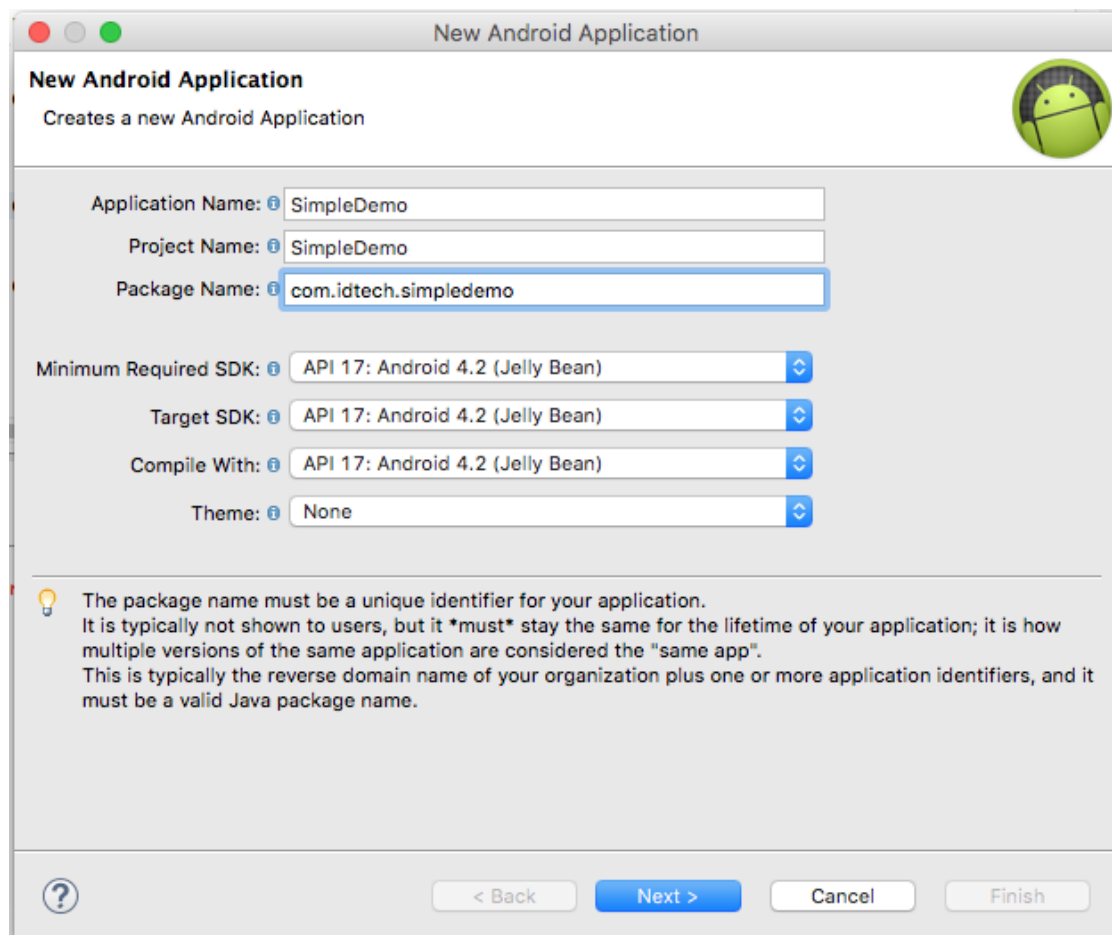 New Android Application
New Android Application
Creates a new Android Application
Application Name: SimpleDemo
Project Name: SimpleDemo
Package Name: com.idtech.simpledemo
Minimum Required SDK: API 17: Android 4.2 (Jelly Bean)
Target SDK: API 17: Android 4.2 (Jelly Bean)
Compile With: API 17: Android 4.2 (Jelly Bean)
Theme: None
The package name must be a unique identifier for your application.
It is typically not shown to users, but it *must* stay the same for the lifetime of your application; it is how
multiple versions of the same application are considered the "same app".
This is typically the reverse domain name of your organization plus one or more application identifiers, and it
must be a valid Java package name.
? < Back Next > Cancel Finish